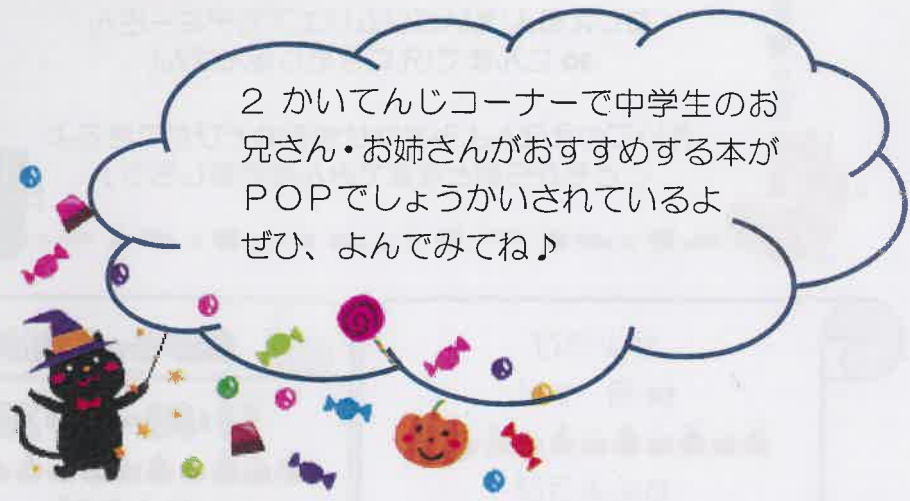 2 かいてんじコーナーで中学生のお
兄さん・お姉さんがおすすめする本が
ＰＯＰでしょうかいされているよ
ぜひ、よんでみてね♪